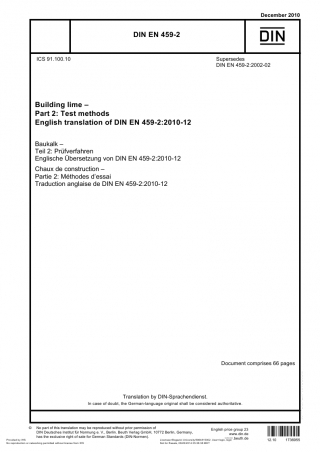 December 2010
DIN EN 459-2
DIN
ICS 91.100.10
Supersedes
DIN EN 459-2:2002-02
Building lime –
Part 2: Test methods
English translation of DIN EN 459-2:2010-12
Baukalk –
Teil 2: Prüfverfahren
Englische Übersetzung von DIN EN 459-2:2010-12
Chaux de construction –
Partie 2: Méthodes d'essai
Traduction anglaise de DIN EN 459-2:2010-12
Document comprises 66 pages
Translation by DIN-Sprachendienst.
In case of doubt, the German-language original shall be considered authoritative.
© No part of this translation may be reproduced without prior permission of
DIN Deutsches Institut für Normung e. V., Berlin. Beuth Verlag GmbH, 10772 Berlin, Germany,
has the exclusive right of sale for German Standards (DIN-Normen).
English price group 23
www.din.de
www.beuth.de
12.10